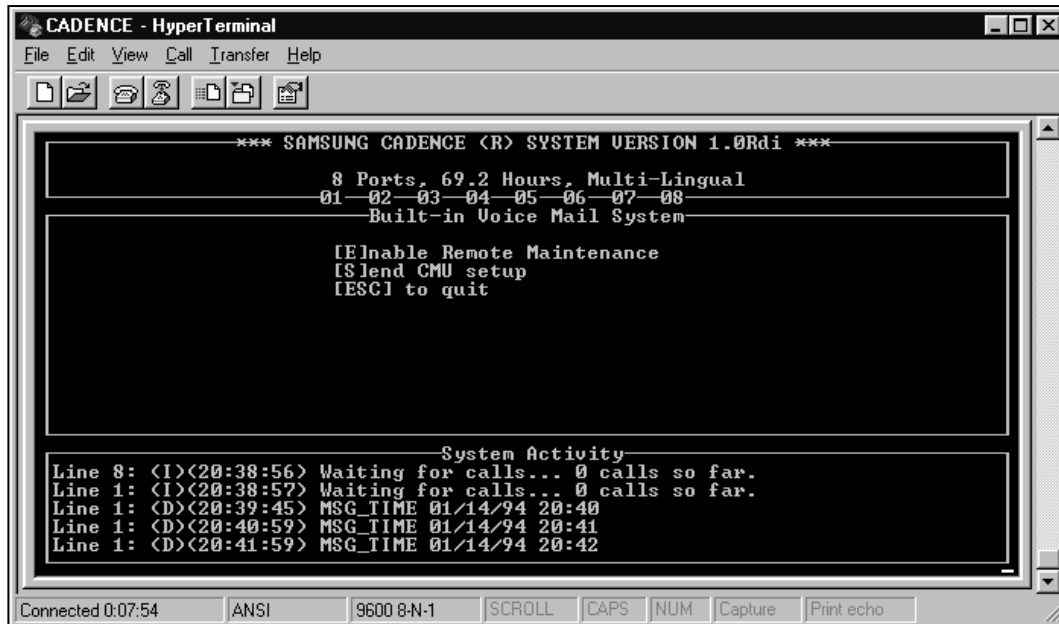 CADENCE - HyperTerminal
File Edit View Call Transfer Help
*** SAMSUNG CADENCE (R) SYSTEM VERSION 1.0Rdi ***
8 Ports, 69.2 Hours, Multi-Lingual
01 02 03 04 05 06 07 08
Built-in Voice Mail System
[E]nable Remote Maintenance
[S]end CMU setup
[ESC] to quit
System Activity
Line 8: (I)(20:38:56) Waiting for calls... 0 calls so far.
Line 1: (I)(20:38:57) Waiting for calls... 0 calls so far.
Line 1: (D)(20:39:45) MSG_TIME 01/14/94 20:40
Line 1: (D)(20:40:59) MSG_TIME 01/14/94 20:41
Line 1: (D)(20:41:59) MSG_TIME 01/14/94 20:42
Connected 0:07:54 ANSI 9600 8-N-1 SCROLL CAPS NUM Capture Print echo